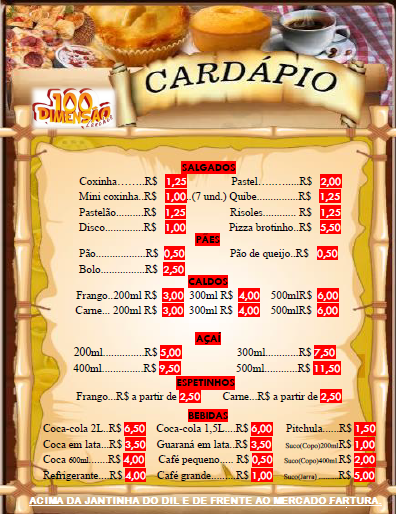 CARDÁPIO
100
DIMENSÃO
SALGADOS
Coxinha........R$ 1,25 Pastel............R$ 2,00
Mini coxinha..R$ 1,00..(7 und.) Quibe..............R$ 1,25
Pastelão..........R$ 1,25 Risoles............R$ 1,25
Disco.............R$ 1,00 Pizza brotinho..R$ 5,50
PÃES
Pão..................R$ 0,50 Pão de queijo..R$ 0,50
Bolo................R$ 2,50
CALDOS
Frango..200ml R$ 3,00 300ml R$ 4,00 500mlR$ 6,00
Carne... 200ml R$ 3,00 300ml R$ 4,00 500mlR$ 6,00
AÇAI
200ml...............R$ 5,00 300ml...............R$ 7,50
400ml...............R$ 9,50 500ml...............R$ 11,50
ESPETINHOS
Frango...R$ a partir de 2,50 Carne...R$ a partir de 2,50
BEBIDAS
Coca-cola 2L..R$ 6,50 Coca-cola 1,5L....R$ 6,00 Pitchula......R$ 1,50
Coca em lata...R$ 3,50 Guaraná em lata..R$ 3,50 Suco(Copo)200ml R$ 1,00
Coca 600ml......R$ 4,00 Café pequeno..... R$ 0,50 Suco(Copo)400ml R$ 2,00
Refrigerante....R$ 4,00 Café grande.......R$ 1,00 Suco(Jarra) .........R$ 5,00
ACIMA DA JANTINHA DO DIL E DE FRENTE AO MERCADO FARTURA